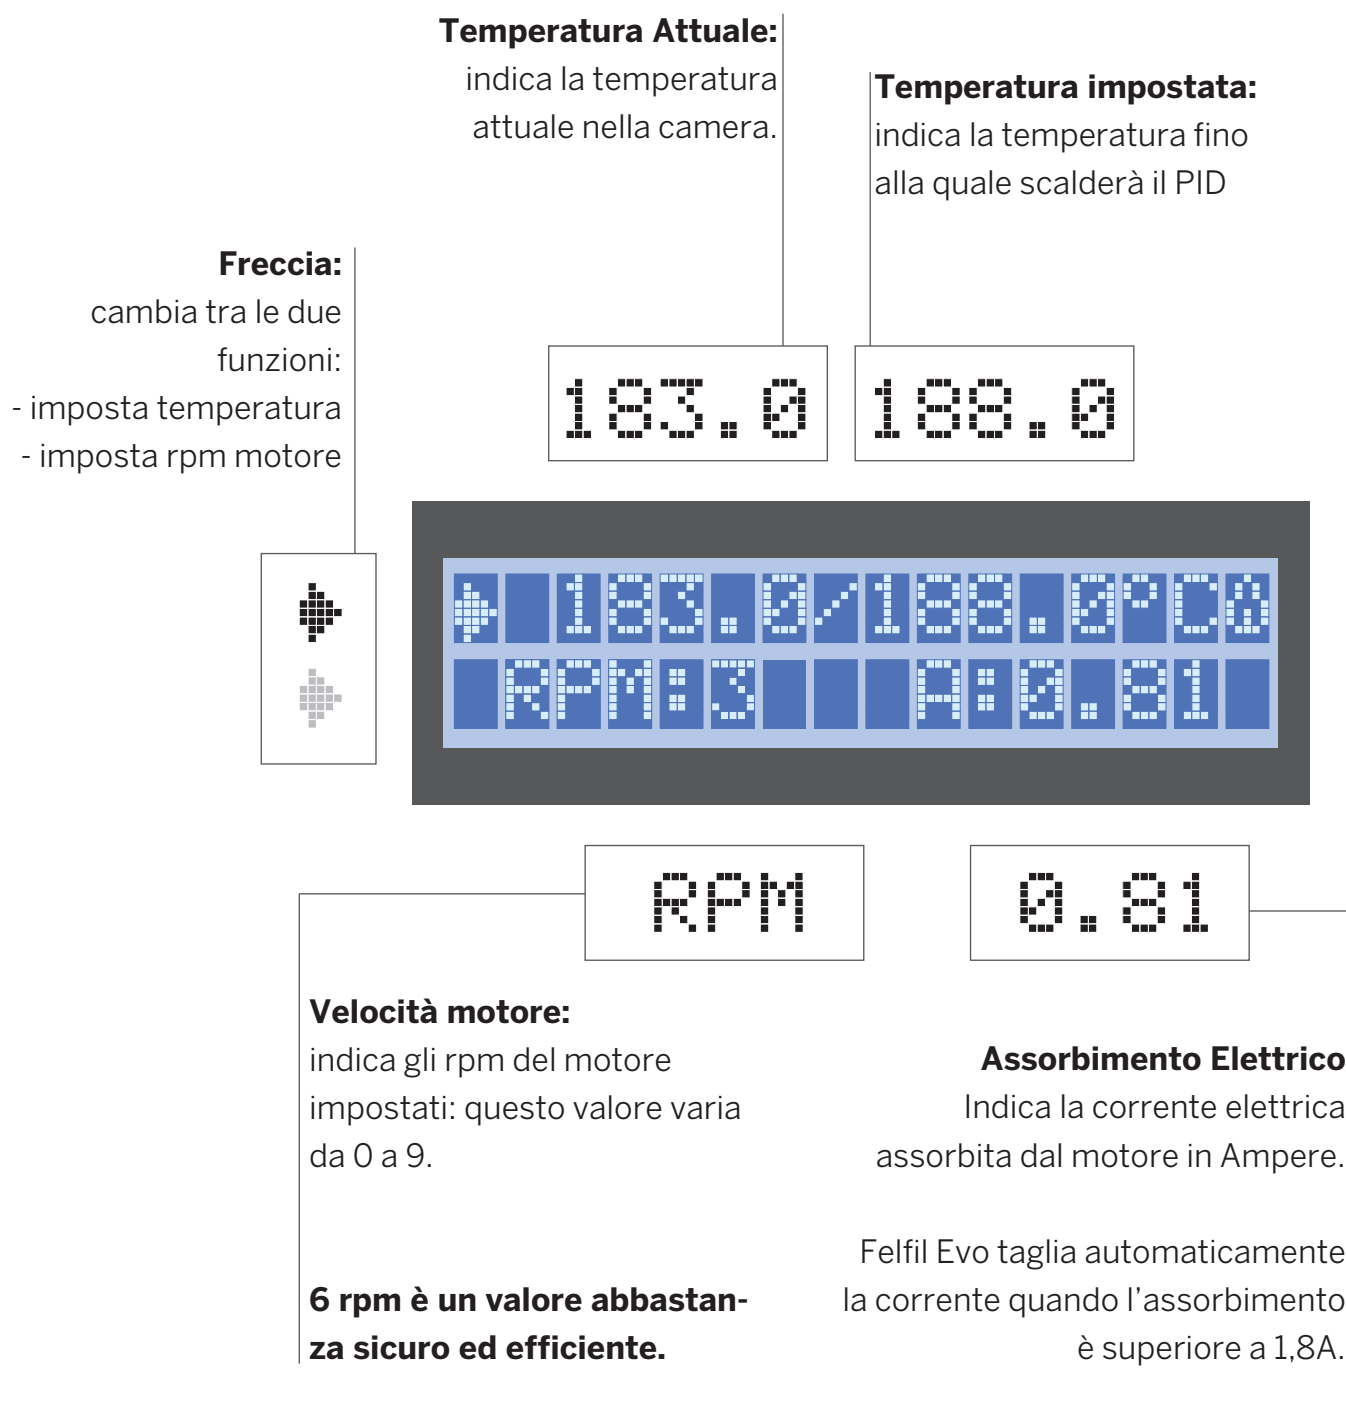 Temperatura Attuale:
indica la temperatura
attuale nella camera.
Temperatura impostata:
indica la temperatura fino
alla quale scalderà il PID
Freccia:
cambia tra le due
funzioni:
- imposta temperatura
- imposta rpm motore
183.0
188.0
183.0/188.0°C
RPM:3 A:0.81
RPM
0.81
Velocità motore:
indica gli rpm del motore
impostati: questo valore varia
da 0 a 9.
6 rpm è un valore abbastan-
za sicuro ed efficiente.
Assorbimento Elettrico
Indica la corrente elettrica
assorbita dal motore in Ampere.
Felfil Evo taglia automaticamente
la corrente quando l'assorbimento
è superiore a 1,8A.